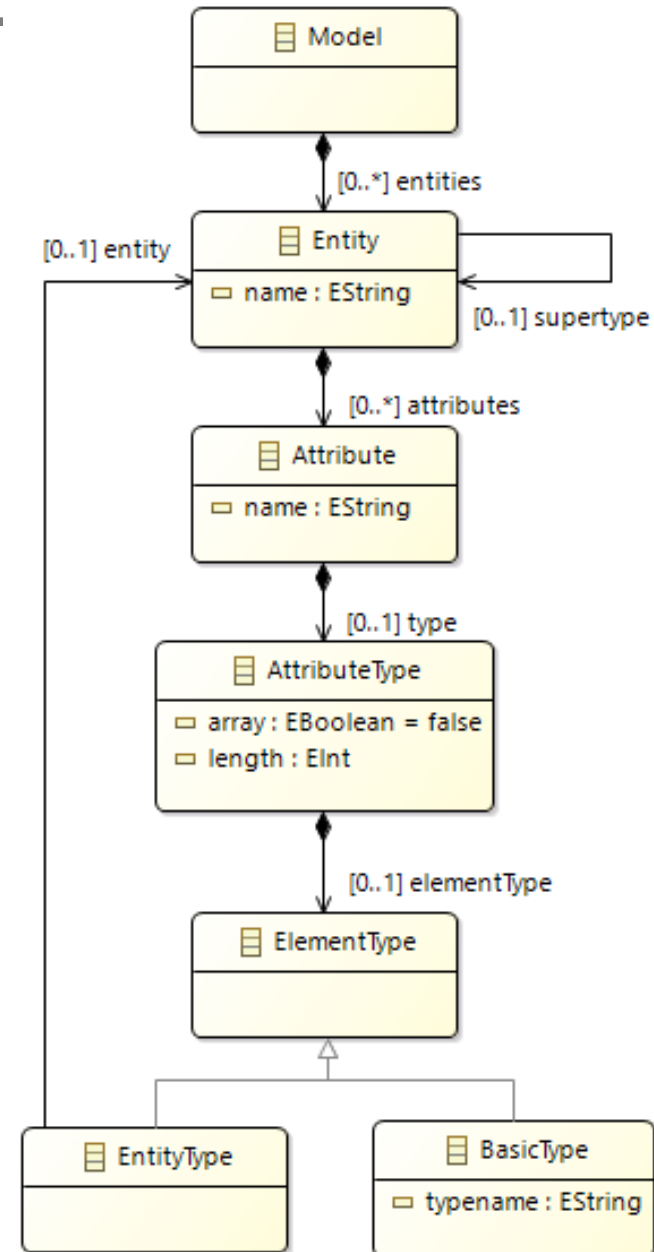 Model
[0..*] entities
[0..1] entity
Entity
name : EString
[0..1] supertype
[0..*] attributes
Attribute
name : EString
[0..1] type
AttributeType
array : EBoolean = false
length : EInt
[0..1] elementType
ElementType
EntityType
BasicType
typename : EString